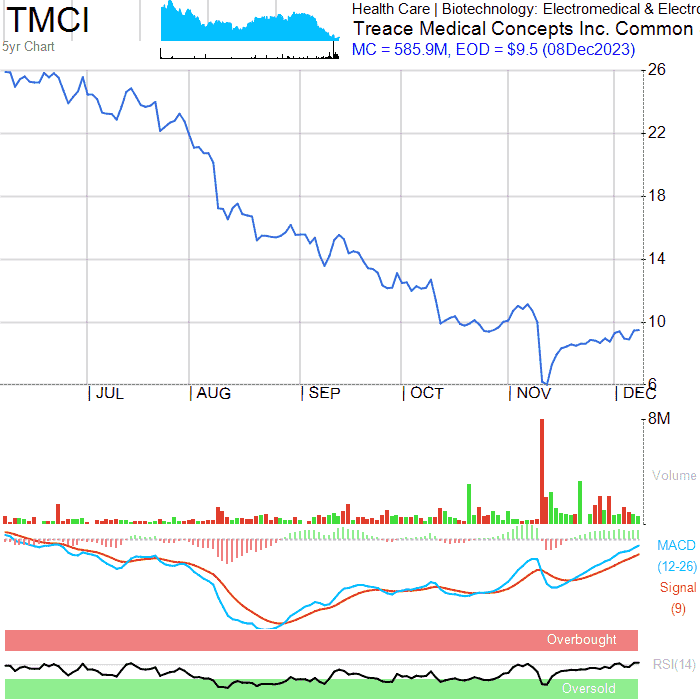 TMCI
5yr Chart
Health Care | Biotechnology: Electromedical & Electro
Treace Medical Concepts Inc. Common
MC = 585.9M, EOD = $9.5 (08Dec2023)
26
22
18
14
10
6
JUL AUG SEP OCT NOV DEC
8M
Volume
MACD
(12-26)
Signal
(9)
Overbought
RSI(14)
Oversold